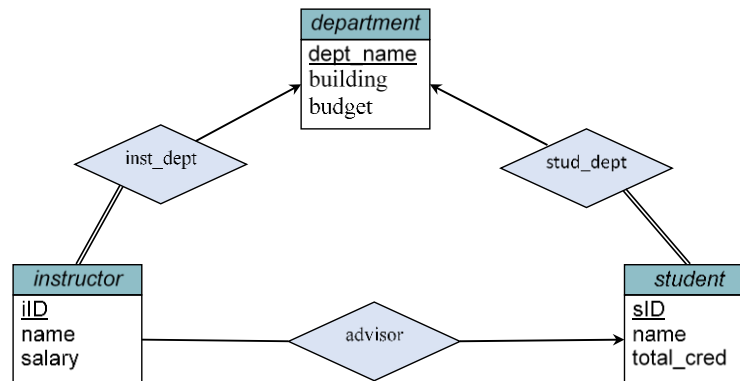 department
dept_name
building
budget
inst_dept
stud_dept
instructor
iID
name
salary
advisor
student
sID
name
total_cred